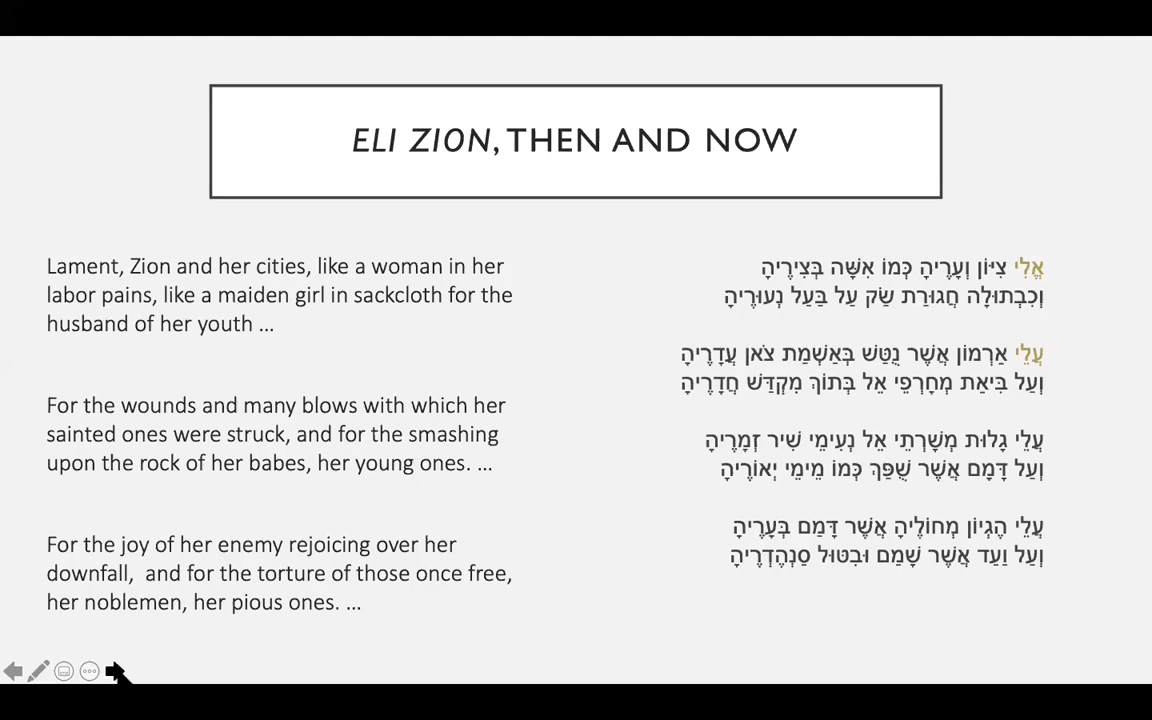 ELI ZION, THEN AND NOW
Lament, Zion and her cities, like a woman in her
labor pains, like a maiden girl in sackcloth for the
husband of her youth …
For the wounds and many blows with which her
sainted ones were struck, and for the smashing
upon the rock of her babes, her young ones. …
For the joy of her enemy rejoicing over her
downfall, and for the torture of those once free,
her noblemen, her pious ones. …
אֱלִי צִיּוֹן וְעָרֶיהָ כְּמוֹ אִשָּׁה בְּצִירֶיהָ
וְכִבְתוּלָה חֲגוּרַת שַׂק עַל בַּעַל נְעוּרֶיהָ
עֲלֵי אַרְמוֹן אֲשֶׁר נֻטַּשׁ בְּאַשְׁמַת צֹאן עֲדָרֶיהָ
וְעַל בִּיאַת מְחָרְפֵי אֵל בְּתוֹךְ מִקְדַּשׁ חֲדָרֶיהָ
עֲלֵי גָלוּת מְשָׁרְתֵי אֵל נְעִימֵי שִׁיר זְמָרֶיהָ
וְעַל דָּמָם אֲשֶׁר שֻׁפַּךְ כְּמוֹ מֵימֵי יְאוֹרֶיהָ
עֲלֵי הֶגְיוֹן מְחוֹלֶיהָ אֲשֶׁר דָּמַם בְּעָרֶיהָ
וְעַל וַעַד אֲשֶׁר שָׁמַם וּבִטּוּל סַנְהֶדְרֶיהָ